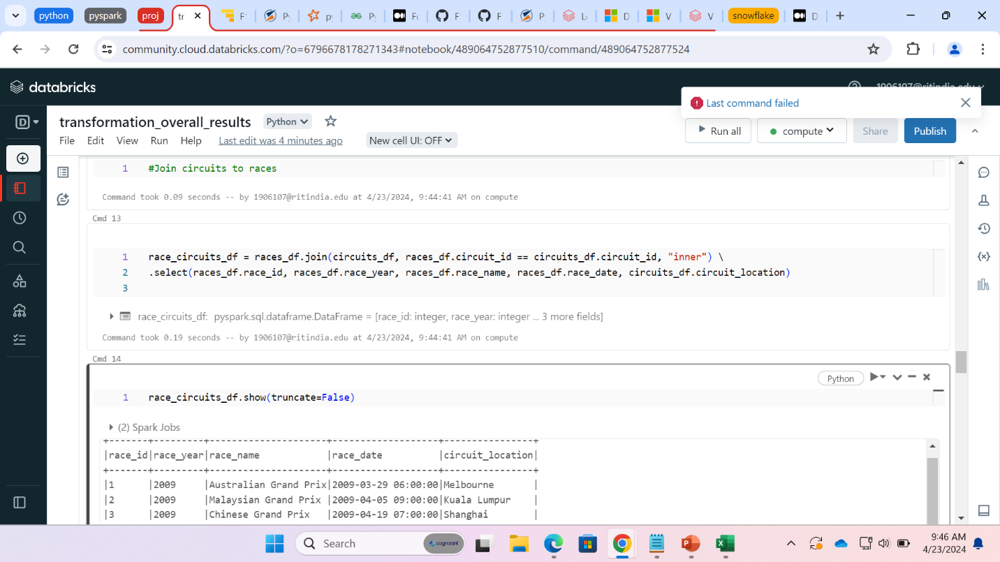 python
pyspark
proj
tr
F
Py
py
Py
Fo
F
F
Py
Lo
D
V
V
snowflake
D
community.cloud.databricks.com/?o=6796678178271343#notebook/489064752877510/command/489064752877524
databricks
1906107@ritindia.edu
Last command failed
D
transformation_overall_results
Python
File Edit View Run Help Last edit was 4 minutes ago New cell UI: OFF
Run all
compute
Share
Publish
1 #Join circuits to races
Command took 0.09 seconds -- by 1906107@ritindia.edu at 4/23/2024, 9:44:41 AM on compute
Cmd 13
1 race_circuits_df = races_df.join(circuits_df, races_df.circuit_id == circuits_df.circuit_id, "inner") \
2 .select(races_df.race_id, races_df.race_year, races_df.race_name, races_df.race_date, circuits_df.circuit_location)
3
race_circuits_df: pyspark.sql.dataframe.DataFrame = [race_id: integer, race_year: integer ... 3 more fields]
Command took 0.19 seconds -- by 1906107@ritindia.edu at 4/23/2024, 9:44:41 AM on compute
Cmd 14
Python
1 race_circuits_df.show(truncate=False)
(2) Spark Jobs
+-------+---------+---------------------+-------------------+----------------+
|race_id|race_year|race_name            |race_date          |circuit_location|
+-------+---------+---------------------+-------------------+----------------+
|1      |2009     |Australian Grand Prix|2009-03-29 06:00:00|Melbourne       |
|2      |2009     |Malaysian Grand Prix |2009-04-05 09:00:00|Kuala Lumpur    |
|3      |2009     |Chinese Grand Prix   |2009-04-19 07:00:00|Shanghai        |
Search
cognizant
9:46 AM
4/23/2024